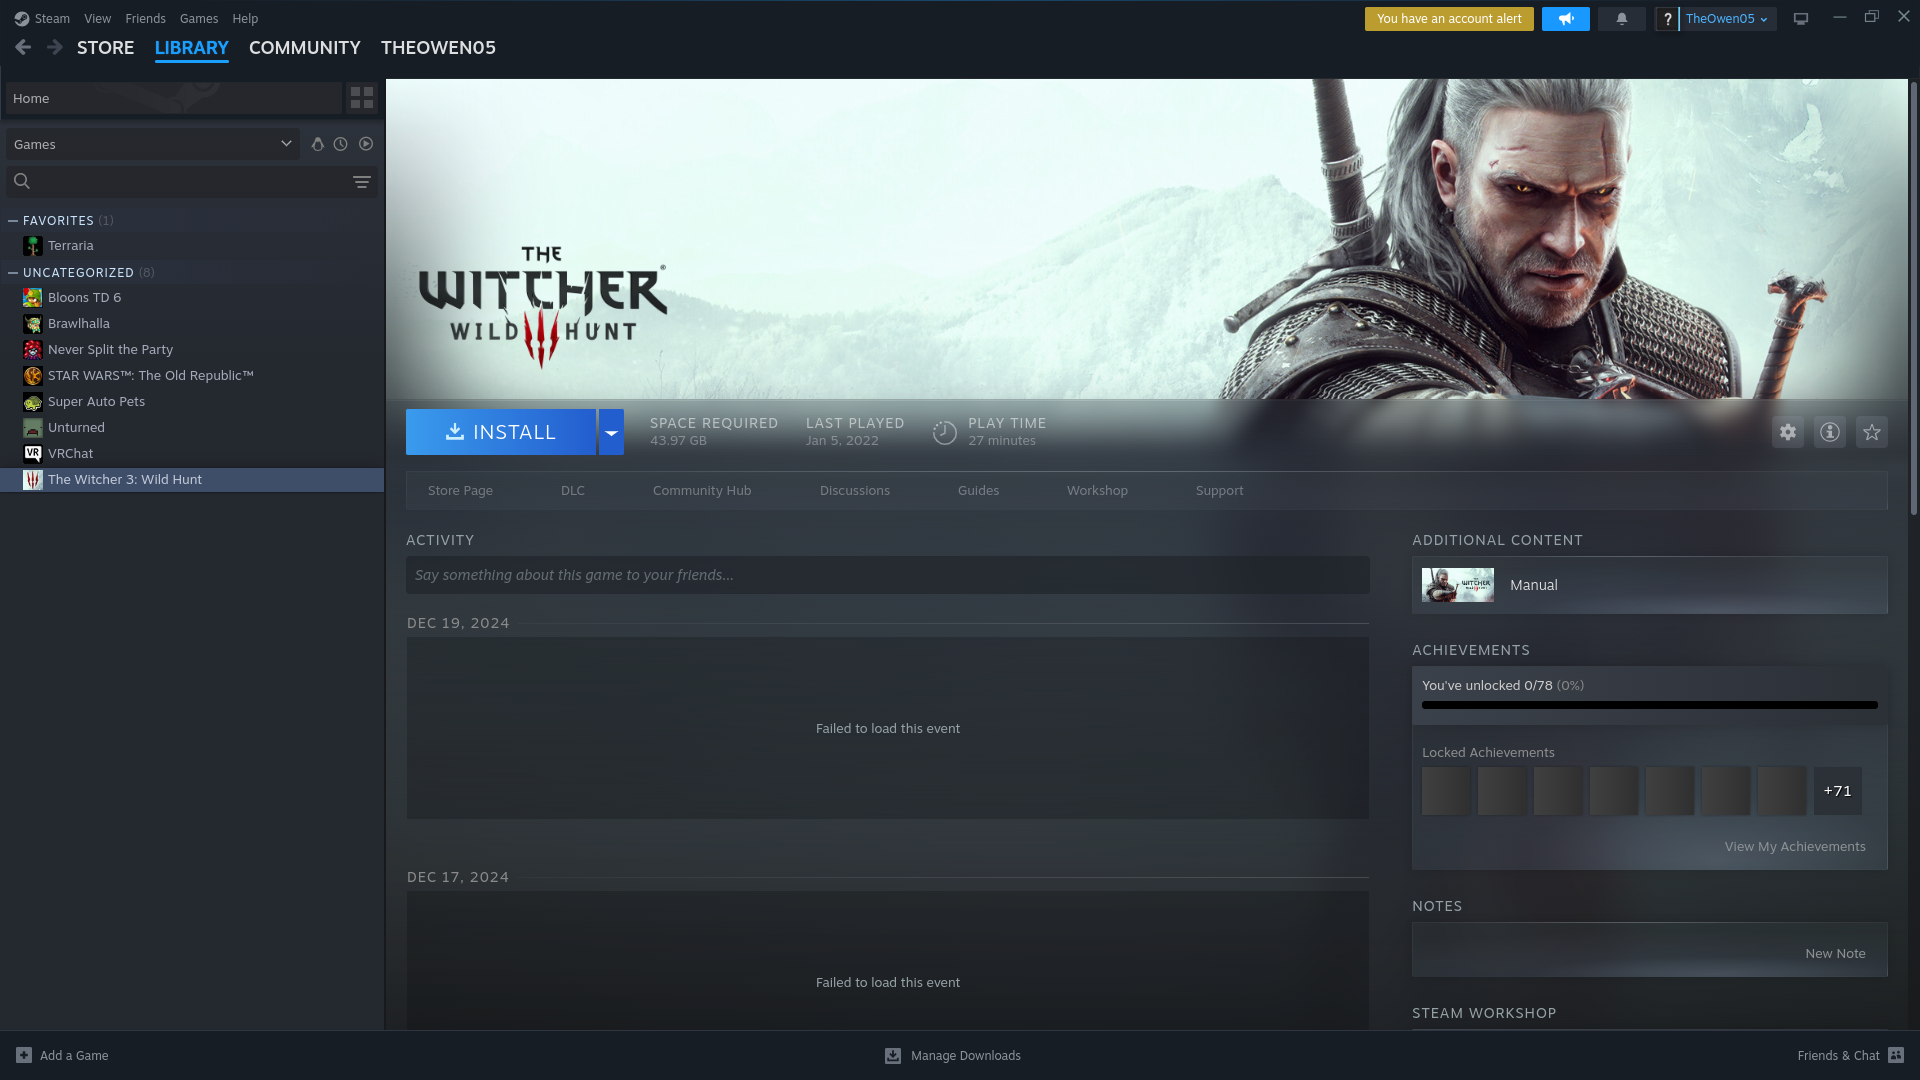 Steam View Friends Games Help
You have an account alert
? TheOwen05
STORE LIBRARY COMMUNITY THEOWEN05
Home
Games
FAVORITES (1)
Terraria
UNCATEGORIZED (8)
Bloons TD 6
Brawlhalla
Never Split the Party
STAR WARS™: The Old Republic™
Super Auto Pets
Unturned
VR VRChat
The Witcher 3: Wild Hunt
THE
WITCHER®
WILD HUNT
INSTALL
SPACE REQUIRED
43.97 GB
LAST PLAYED
Jan 5, 2022
PLAY TIME
27 minutes
Store Page DLC Community Hub Discussions Guides Workshop Support
ACTIVITY
Say something about this game to your friends...
DEC 19, 2024
Failed to load this event
DEC 17, 2024
Failed to load this event
ADDITIONAL CONTENT
WITCHER
Manual
ACHIEVEMENTS
You've unlocked 0/78 (0%)
Locked Achievements
+71
View My Achievements
NOTES
New Note
STEAM WORKSHOP
Add a Game
Manage Downloads
Friends & Chat